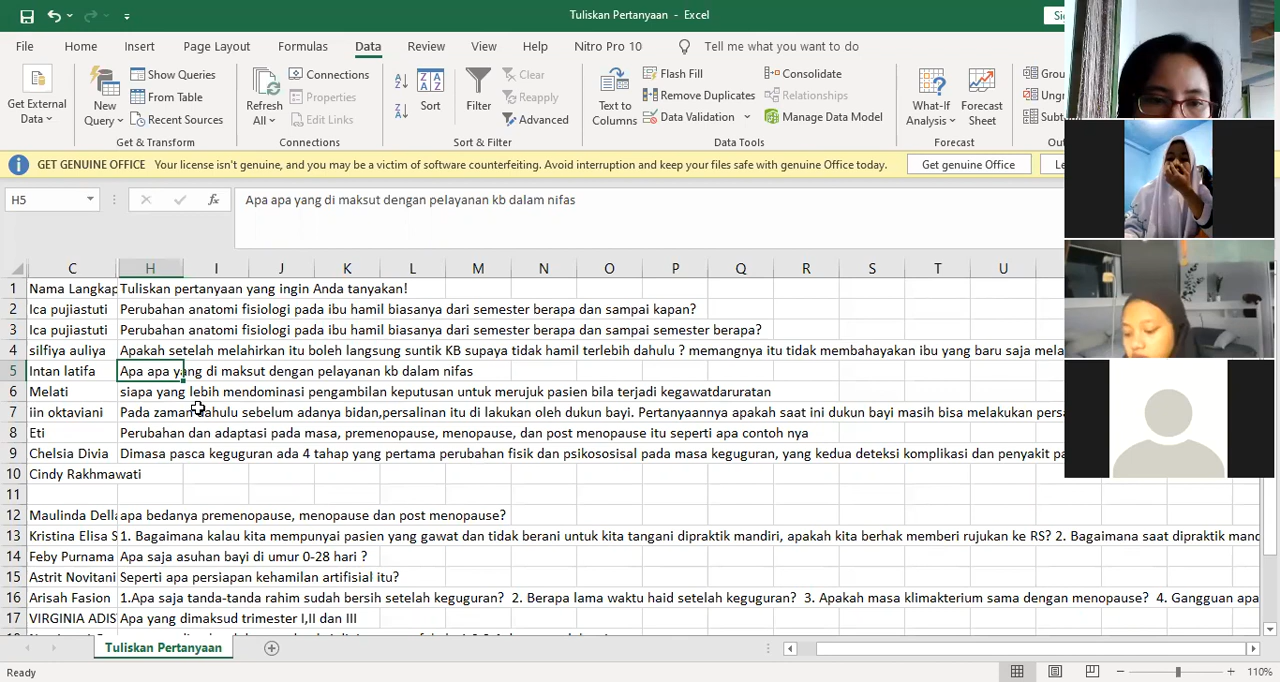 Tuliskan Pertanyaan - Excel
File Home Insert Page Layout Formulas Data Review View Help Nitro Pro 10 Tell me what you want to do
Get External Data
New Query
Show Queries
From Table
Recent Sources
Get & Transform
Refresh All
Connections
Properties
Edit Links
Connections
Sort
Filter
Clear
Reapply
Advanced
Sort & Filter
Text to Columns
Flash Fill
Remove Duplicates
Data Validation
Consolidate
Relationships
Manage Data Model
Data Tools
What-If Analysis
Forecast Sheet
Forecast
GET GENUINE OFFICE Your license isn't genuine, and you may be a victim of software counterfeiting. Avoid interruption and keep your files safe with genuine Office today. Get genuine Office
H5 fx Apa apa yang di maksut dengan pelayanan kb dalam nifas
C H I J K L M N O P Q R S T U
1 Nama Langkap Tuliskan pertanyaan yang ingin Anda tanyakan!
2 Ica pujiastuti Perubahan anatomi fisiologi pada ibu hamil biasanya dari semester berapa dan sampai kapan?
3 Ica pujiastuti Perubahan anatomi fisiologi pada ibu hamil biasanya dari semester berapa dan sampai semester berapa?
4 silfiya auliya Apakah setelah melahirkan itu boleh langsung suntik KB supaya tidak hamil terlebih dahulu ? memangnya itu tidak membahayakan ibu yang baru saja mela
5 Intan latifa Apa apa yang di maksut dengan pelayanan kb dalam nifas
6 Melati siapa yang lebih mendominasi pengambilan keputusan untuk merujuk pasien bila terjadi kegawatdaruratan
7 iin oktaviani Pada zaman dahulu sebelum adanya bidan,persalinan itu di lakukan oleh dukun bayi. Pertanyaannya apakah saat ini dukun bayi masih bisa melakukan persa
8 Eti Perubahan dan adaptasi pada masa, premenopause, menopause, dan post menopause itu seperti apa contoh nya
9 Chelsia Divia Dimasa pasca keguguran ada 4 tahap yang pertama perubahan fisik dan psikososisal pada masa keguguran, yang kedua deteksi komplikasi dan penyakit pa
10 Cindy Rakhmawati
11
12 Maulinda Della apa bedanya premenopause, menopause dan post menopause?
13 Kristina Elisa S 1. Bagaimana kalau kita mempunyai pasien yang gawat dan tidak berani untuk kita tangani dipraktik mandiri, apakah kita berhak memberi rujukan ke RS? 2. Bagaimana saat dipraktik mand
14 Feby Purnama Apa saja asuhan bayi di umur 0-28 hari ?
15 Astrit Novitani Seperti apa persiapan kehamilan artifisial itu?
16 Arisah Fasion 1.Apa saja tanda-tanda rahim sudah bersih setelah keguguran? 2. Berapa lama waktu haid setelah keguguran? 3. Apakah masa klimakterium sama dengan menopause? 4. Gangguan apa
17 VIRGINIA ADIS Apa yang dimaksud trimester I,II dan III
Tuliskan Pertanyaan
Ready 110%